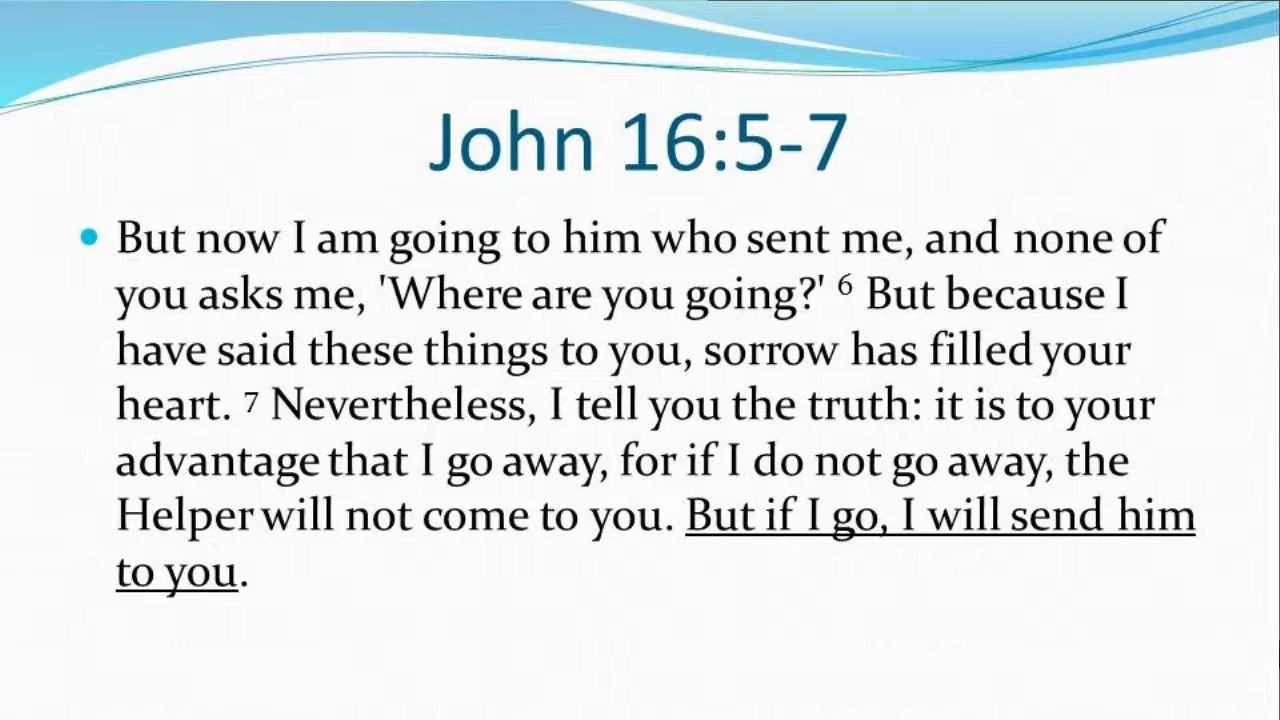 John 16:5-7
• But now I am going to him who sent me, and none of
you asks me, 'Where are you going?' ⁶ But because I
have said these things to you, sorrow has filled your
heart. ⁷ Nevertheless, I tell you the truth: it is to your
advantage that I go away, for if I do not go away, the
Helper will not come to you. But if I go, I will send him
to you.